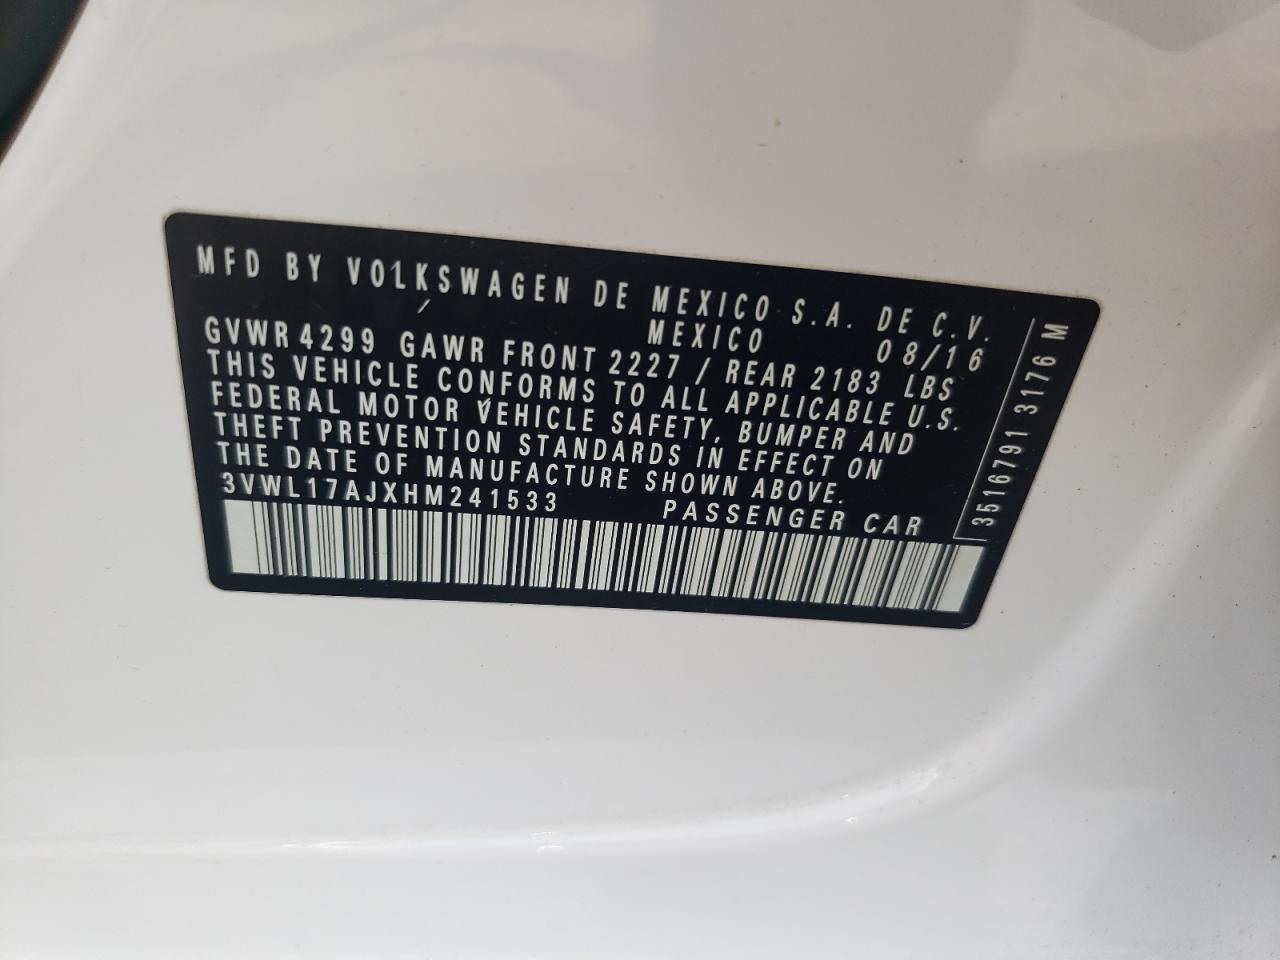 MFD BY VOLKSWAGEN DE MEXICO S.A. DE C.V.
MEXICO 08/16
GVWR 4299 GAWR FRONT 2227 / REAR 2183 LBS
THIS VEHICLE CONFORMS TO ALL APPLICABLE U.S.
FEDERAL MOTOR VEHICLE SAFETY, BUMPER AND
THEFT PREVENTION STANDARDS IN EFFECT ON
THE DATE OF MANUFACTURE SHOWN ABOVE.
3VWL17AJXHM241533 PASSENGER CAR
3516791 3176 M